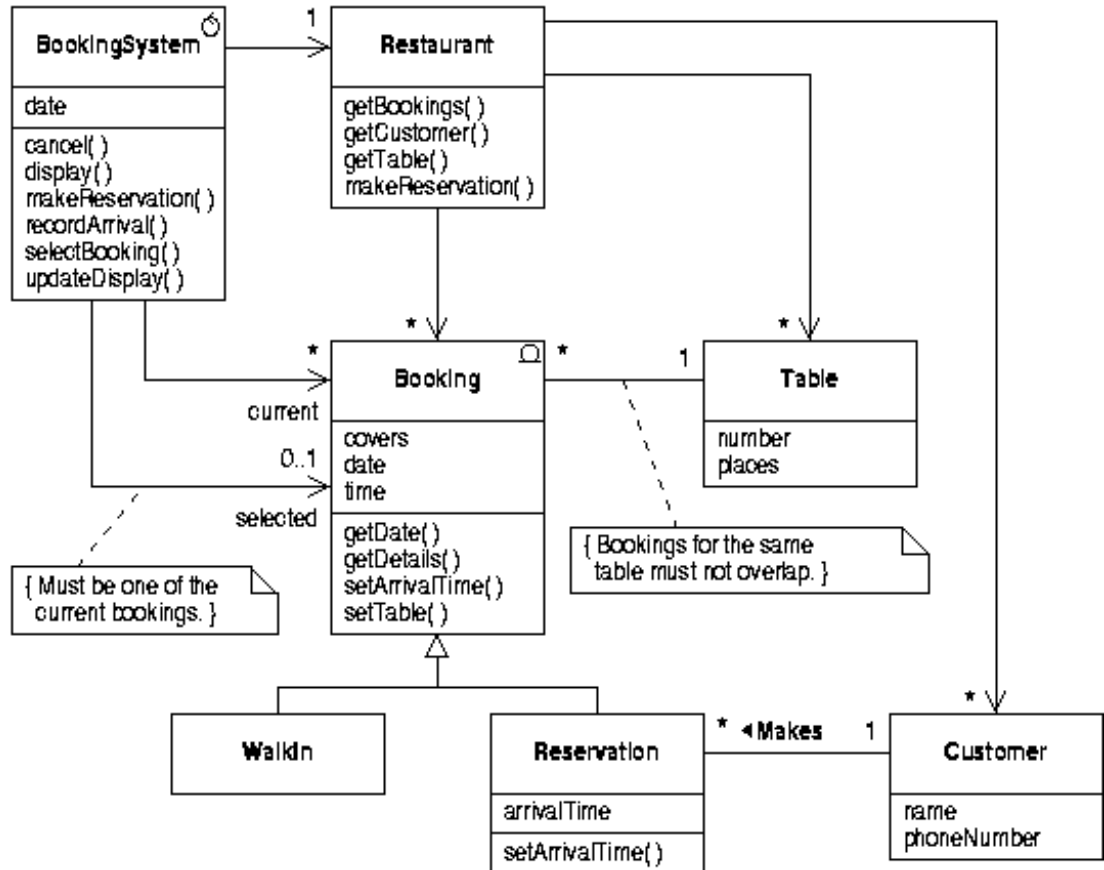 BookingSystem
date
cancel( )
display( )
makeReservation( )
recordArrival( )
selectBooking( )
updateDisplay( )
1
Restaurant
getBookings( )
getCustomer( )
getTable( )
makeReservation( )
*
*
*
current
0..1
selected
Booking
covers
date
time
getDate( )
getDetails( )
setArrivalTime( )
setTable( )
*
1
Table
number
places
{ Must be one of the
current bookings. }
{ Bookings for the same
table must not overlap. }
WalkIn
Reservation
arrivalTime
setArrivalTime( )
* ◄Makes 1
*
Customer
name
phoneNumber